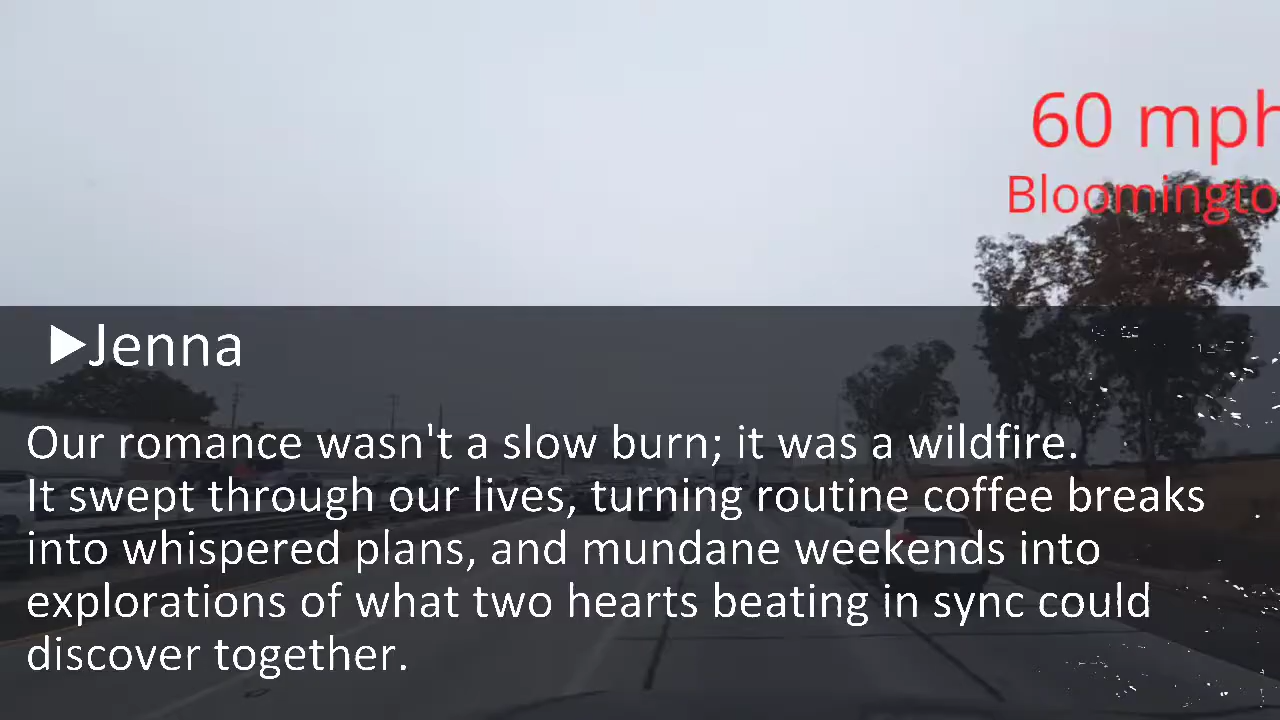 60 mph
Bloomingto
▶Jenna
Our romance wasn't a slow burn; it was a wildfire.
It swept through our lives, turning routine coffee breaks
into whispered plans, and mundane weekends into
explorations of what two hearts beating in sync could
discover together.